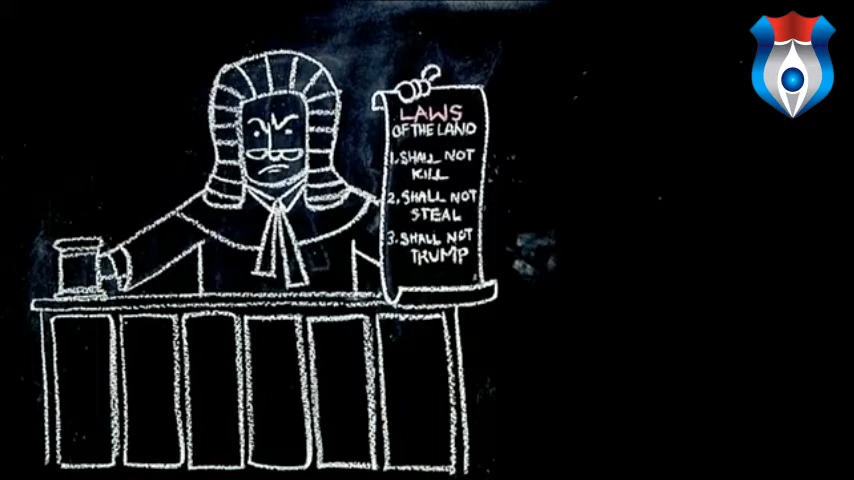 LAWS
OF THE LAND
1. SHALL NOT
KILL
2. SHALL NOT
STEAL
3. SHALL NOT
TRUMP